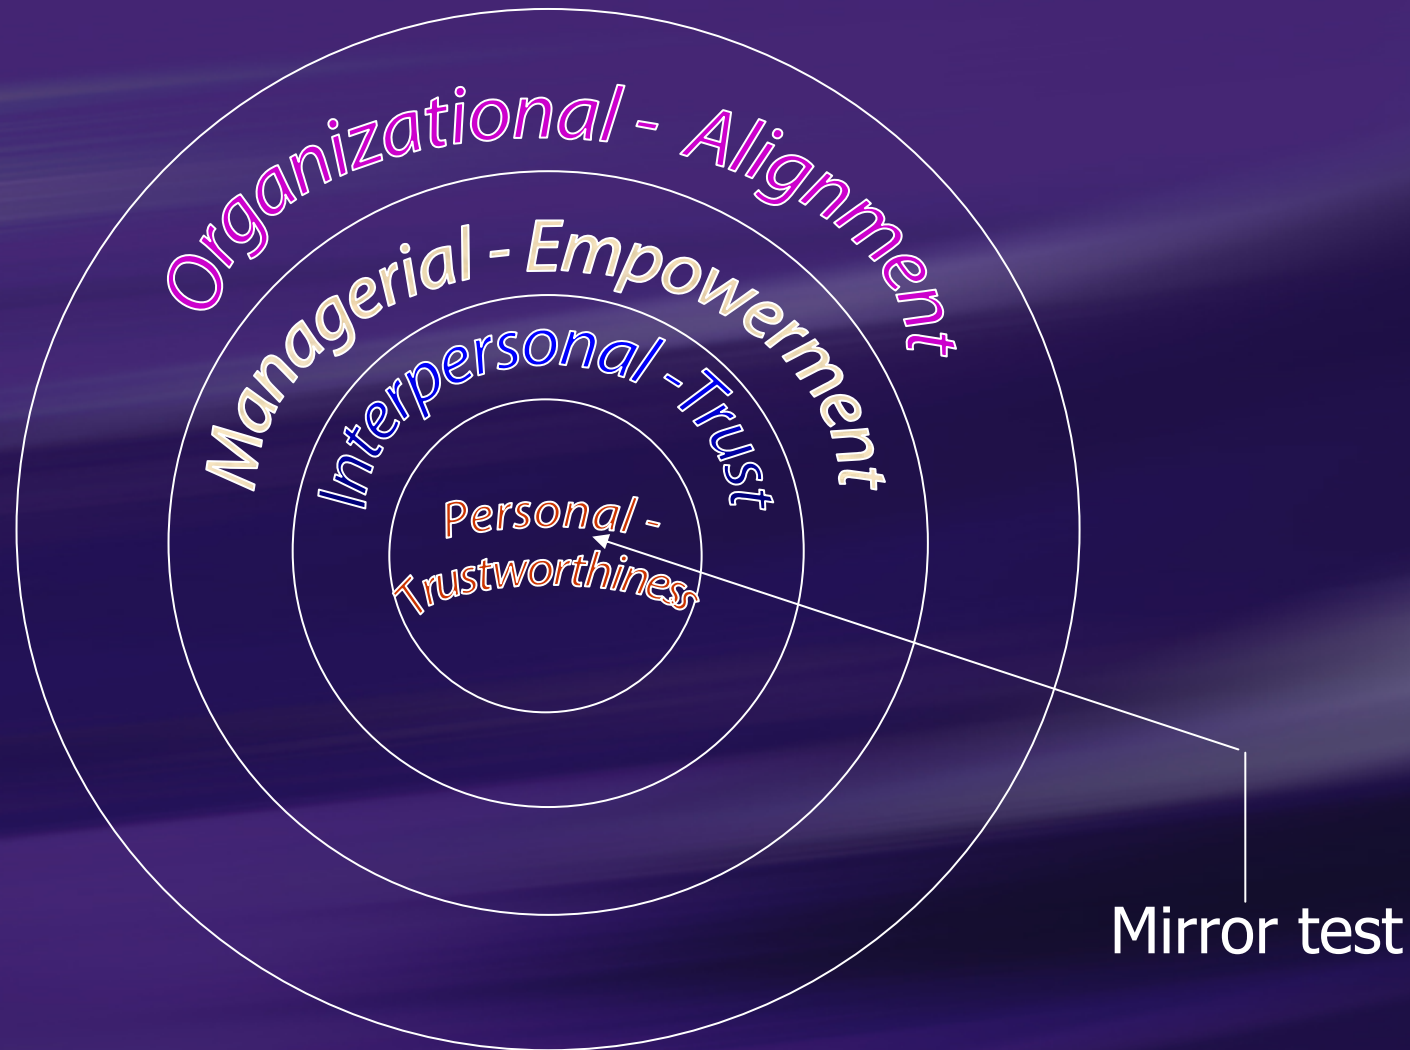 Organizational - Alignment
Managerial - Empowerment
Interpersonal -Trust
Personal -
Trustworthiness
Mirror test